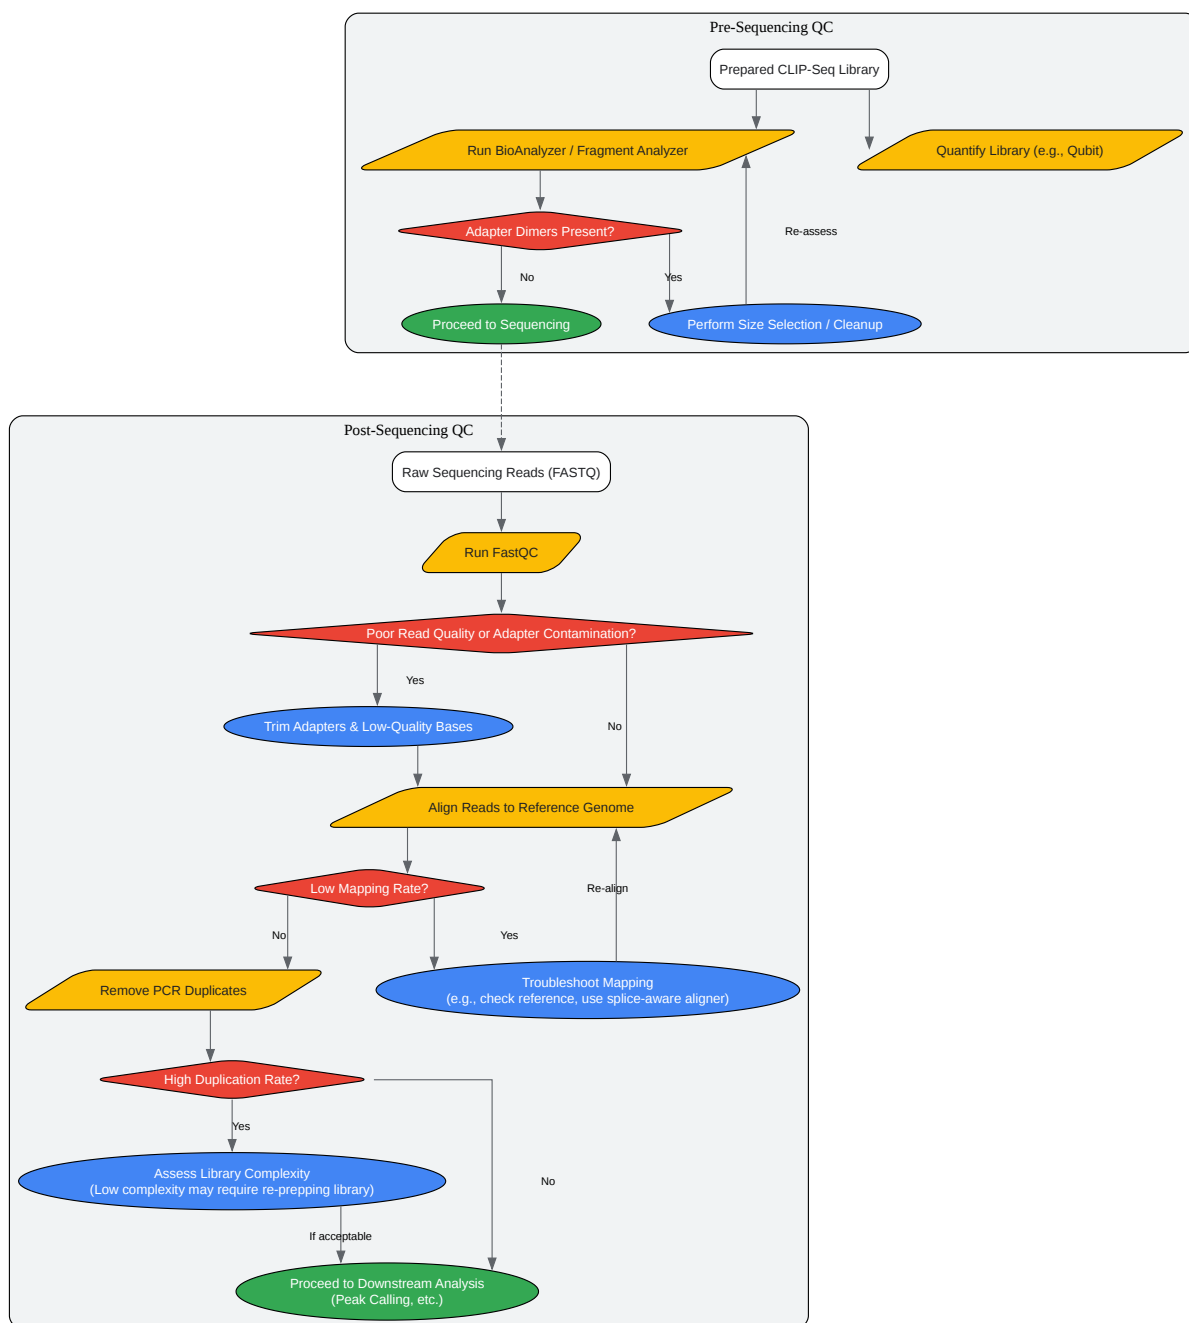 Pre-Sequencing QC
Prepared CLIP-Seq Library
Run BioAnalyzer / Fragment Analyzer
Quantify Library (e.g., Qubit)
Adapter Dimers Present?
Re-assess
No
Yes
Proceed to Sequencing
Perform Size Selection / Cleanup
Post-Sequencing QC
Raw Sequencing Reads (FASTQ)
Run FastQC
Poor Read Quality or Adapter Contamination?
Yes
Trim Adapters & Low-Quality Bases
No
Align Reads to Reference Genome
Low Mapping Rate?
Re-align
No
Yes
Remove PCR Duplicates
Troubleshoot Mapping
(e.g., check reference, use splice-aware aligner)
High Duplication Rate?
Yes
Assess Library Complexity
(Low complexity may require re-prepping library)
No
If acceptable
Proceed to Downstream Analysis
(Peak Calling, etc.)